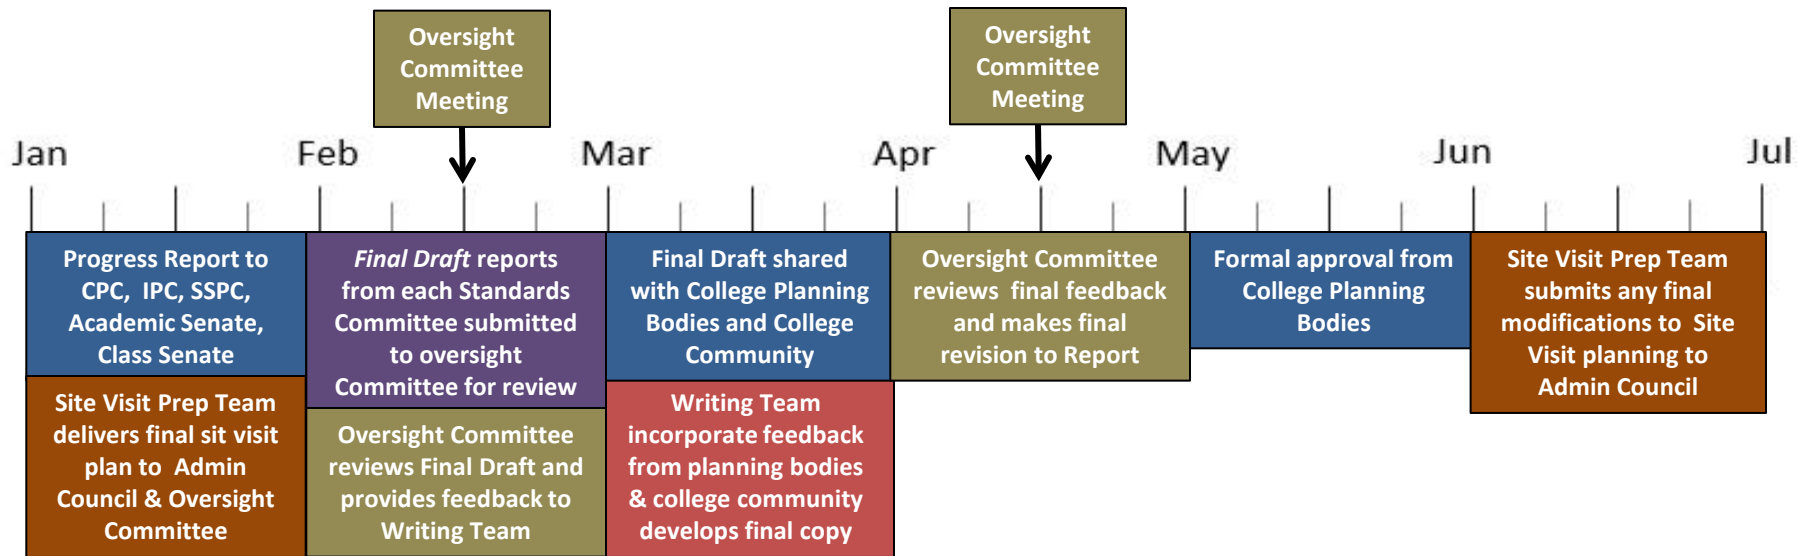 Oversight
Committee
Meeting
Oversight
Committee
Meeting
Jan
Feb
Mar
Apr
May
Jun
Jul
Progress Report to
CPC, IPC, SSPC,
Academic Senate,
Class Senate
Site Visit Prep Team
delivers final sit visit
plan to Admin
Council & Oversight
Committee
Final Draft reports
from each Standards
Committee submitted
to oversight
Committee for review
Oversight Committee
reviews Final Draft and
provides feedback to
Writing Team
Final Draft shared
with College Planning
Bodies and College
Community
Writing Team
incorporate feedback
from planning bodies
& college community
develops final copy
Oversight Committee
reviews final feedback
and makes final
revision to Report
Formal approval from
College Planning
Bodies
Site Visit Prep Team
submits any final
modifications to Site
Visit planning to
Admin Council